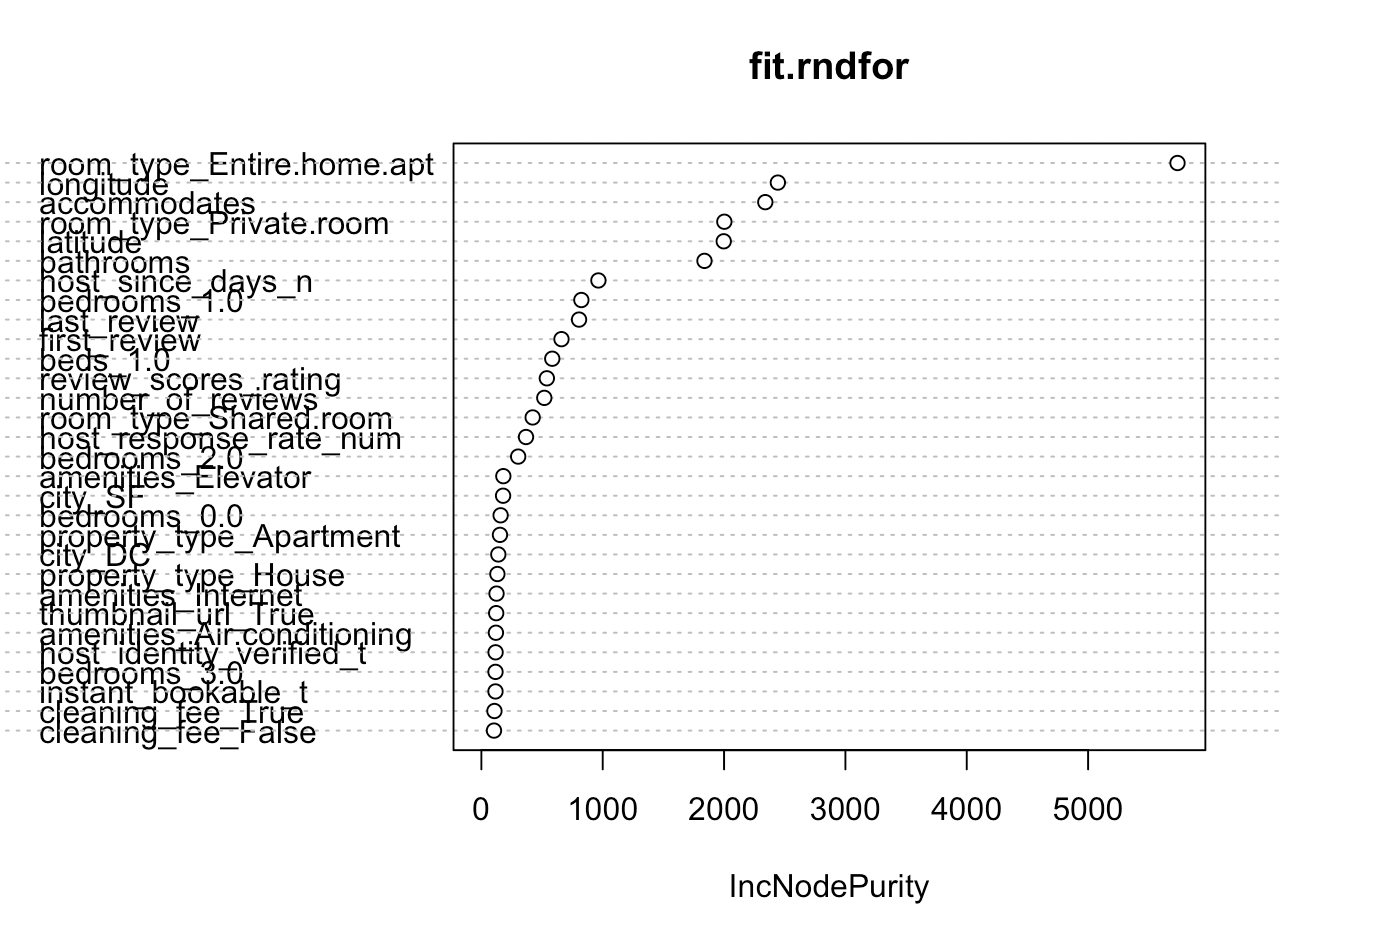 fit.rndfor
room_type_Entire.home.apt
longitude
accommodates
room_type_Private.room
latitude
bathrooms
host_since_days_n
bedrooms_1.0
last_review
first_review
beds_1.0
review_scores_rating
number_of_reviews
room_type_Shared.room
host_response_rate_num
bedrooms_2.0
amenities_Elevator
city_SF
bedrooms_0.0
property_type_Apartment
city_DC
property_type_House
amenities_Internet
thumbnail_url_True
amenities_Air.conditioning
host_identity_verified_t
bedrooms_3.0
instant_bookable_t
cleaning_fee_True
cleaning_fee_False
0 1000 2000 3000 4000 5000
IncNodePurity